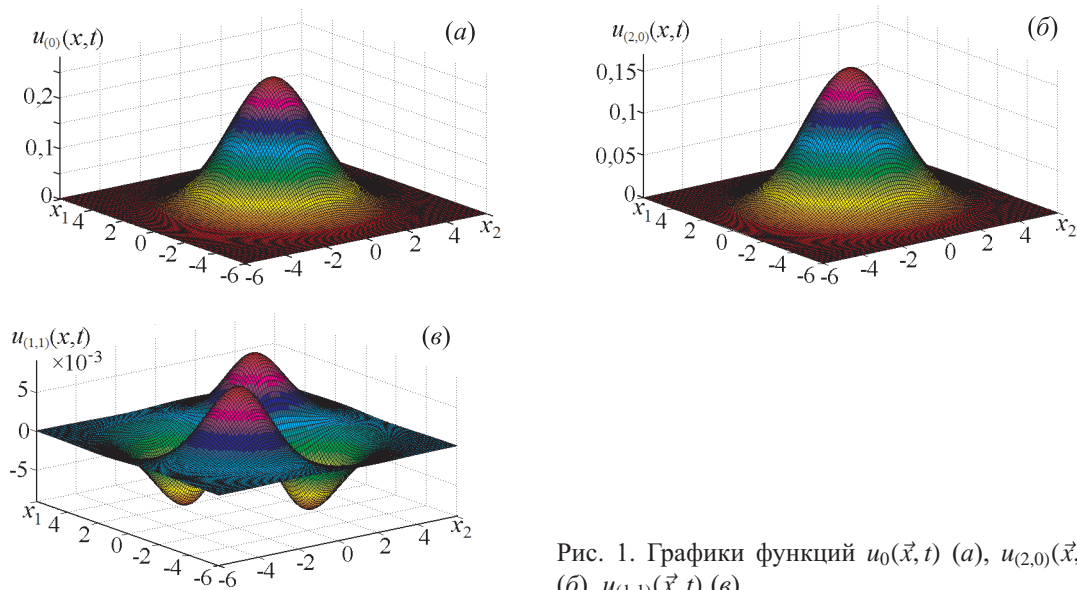 u₍₀₎(x,t)
(а)
0,2
0,1
0
x₁ 4 2 0 -2 -4 -6
-6 -4 -2 0 2 4 x₂
u₍₂,₀₎(x,t)
(б)
0,15
0,1
0,05
0
x₁ 4 2 0 -2 -4 -6
-6 -4 -2 0 2 4 x₂
u₍₁,₁₎(x,t)
×10⁻³
(в)
5
0
-5
x₁ 4 2 0 -2 -4 -6
-6 -4 -2 0 2 4 x₂
Рис. 1. Графики функций u₀(x⃗, t) (а), u₍₂,₀₎(x⃗,
(б), u₍₁,₁₎(x⃗, t) (в)